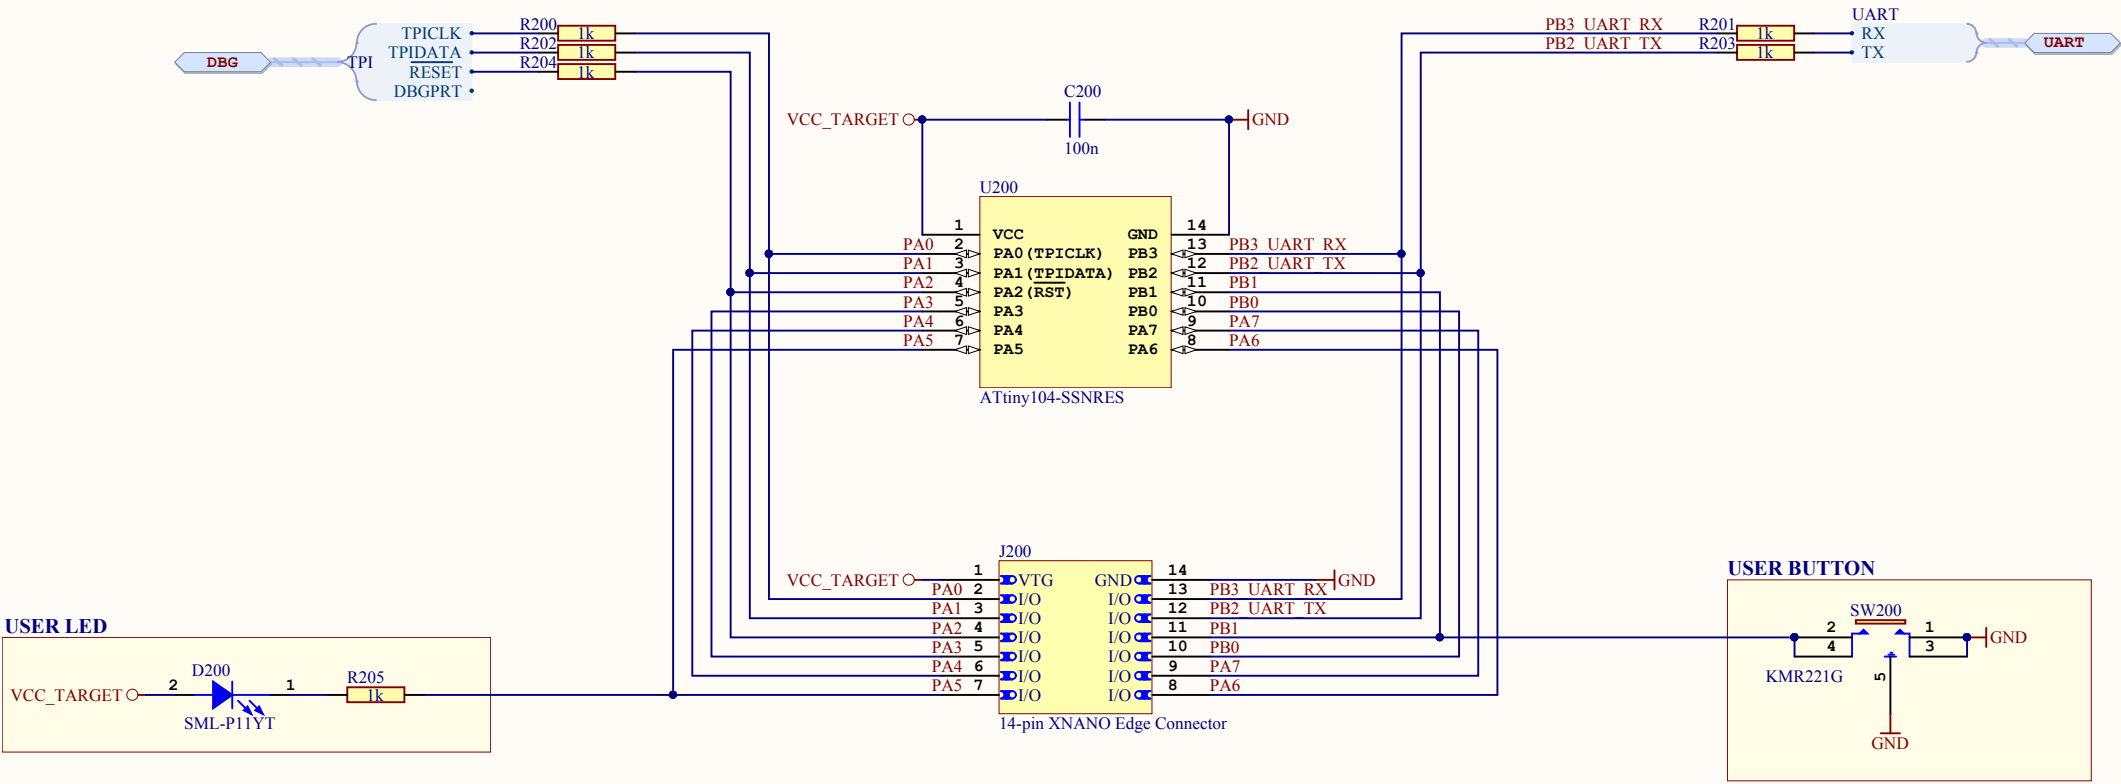 DBG
TPI
TPICLK
TPIDATA
RESET
DBGPRT
R200
1k
R202
1k
R204
1k
PB3_UART_RX
PB2_UART_TX
R201
1k
R203
1k
UART
RX
TX
UART
C200
VCC_TARGET
GND
100n
U200
1
VCC
GND
14
PA0
2
PA0(TPICLK)
PB3
13
PB3_UART_RX
PA1
3
PA1(TPIDATA)
PB2
12
PB2_UART_TX
PA2
4
PA2(RST)
PB1
11
PB1
PA3
5
PA3
PB0
10
PB0
PA4
6
PA4
PA7
9
PA7
PA5
7
PA5
PA6
8
PA6
ATtiny104-SSNRES
J200
VCC_TARGET
1
VTG
GND
14
GND
PA0
2
I/O
I/O
13
PB3_UART_RX
PA1
3
I/O
I/O
12
PB2_UART_TX
PA2
4
I/O
I/O
11
PB1
PA3
5
I/O
I/O
10
PB0
PA4
6
I/O
I/O
9
PA7
PA5
7
I/O
I/O
8
PA6
14-pin XNANO Edge Connector
USER LED
D200
VCC_TARGET
2
1
SML-P11YT
R205
1k
USER BUTTON
SW200
2
4
1
3
GND
KMR221G
5
GND